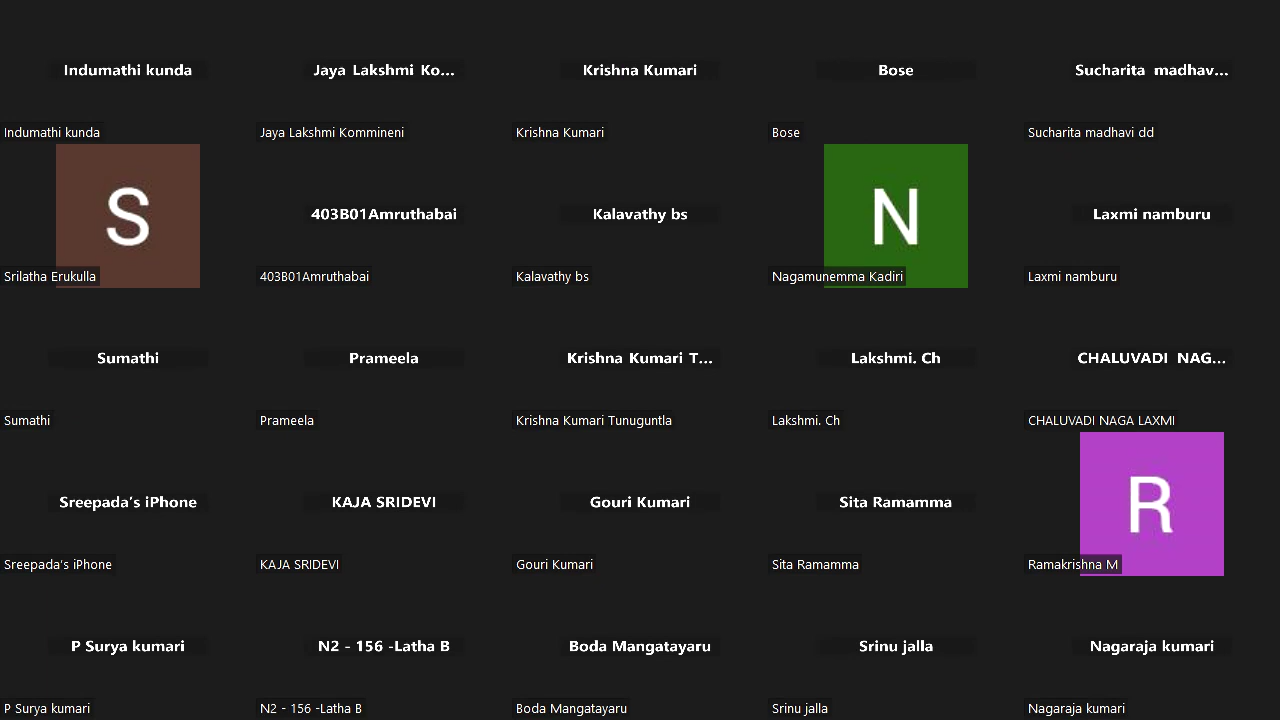 Indumathi kunda
Jaya Lakshmi Ko...
Krishna Kumari
Bose
Sucharita madhav...
Indumathi kunda
Jaya Lakshmi Kommineni
Krishna Kumari
Bose
Sucharita madhavi dd
S
403B01Amruthabai
Kalavathy bs
N
Laxmi namburu
Srilatha Erukulla
403B01Amruthabai
Kalavathy bs
Nagamunemma Kadiri
Laxmi namburu
Sumathi
Prameela
Krishna Kumari T...
Lakshmi. Ch
CHALUVADI NAG...
Sumathi
Prameela
Krishna Kumari Tunuguntla
Lakshmi. Ch
CHALUVADI NAGA LAXMI
Sreepada's iPhone
KAJA SRIDEVI
Gouri Kumari
Sita Ramamma
R
Sreepada's iPhone
KAJA SRIDEVI
Gouri Kumari
Sita Ramamma
Ramakrishna M
P Surya kumari
N2 - 156 -Latha B
Boda Mangatayaru
Srinu jalla
Nagaraja kumari
P Surya kumari
N2 - 156 -Latha B
Boda Mangatayaru
Srinu jalla
Nagaraja kumari